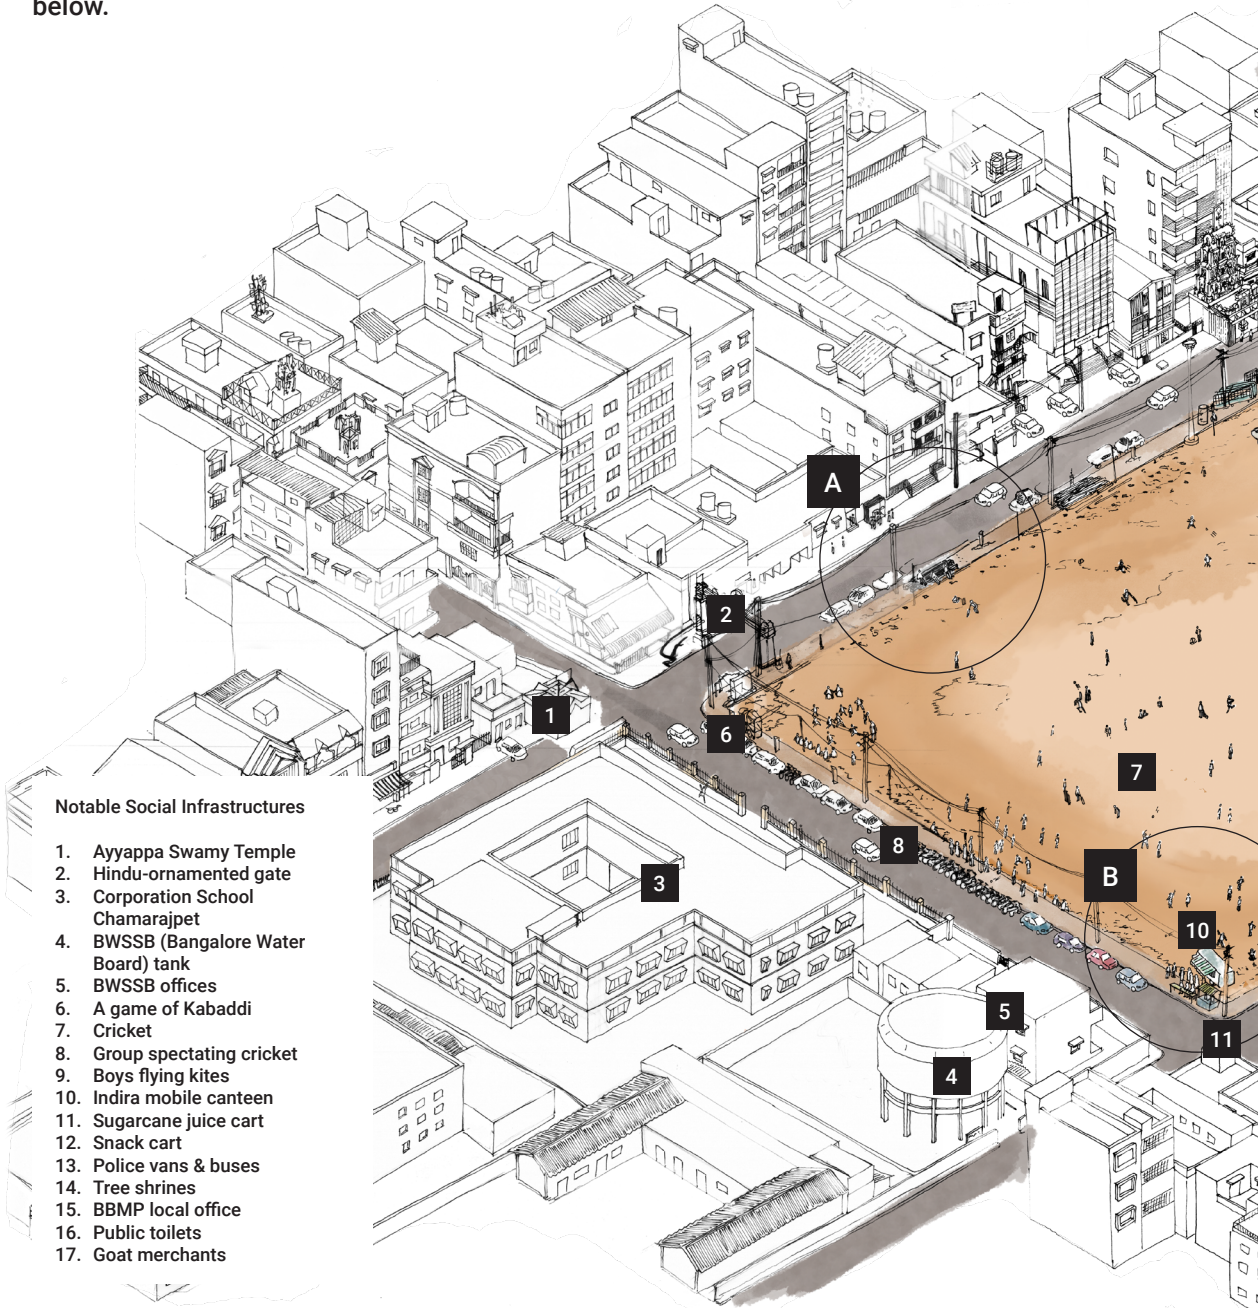 below.
A
2
1
6
7
8
B
3
10
5
11
4
Notable Social Infrastructures
1. Ayyappa Swamy Temple
2. Hindu-ornamented gate
3. Corporation School
Chamarajpet
4. BWSSB (Bangalore Water
Board) tank
5. BWSSB offices
6. A game of Kabaddi
7. Cricket
8. Group spectating cricket
9. Boys flying kites
10. Indira mobile canteen
11. Sugarcane juice cart
12. Snack cart
13. Police vans & buses
14. Tree shrines
15. BBMP local office
16. Public toilets
17. Goat merchants